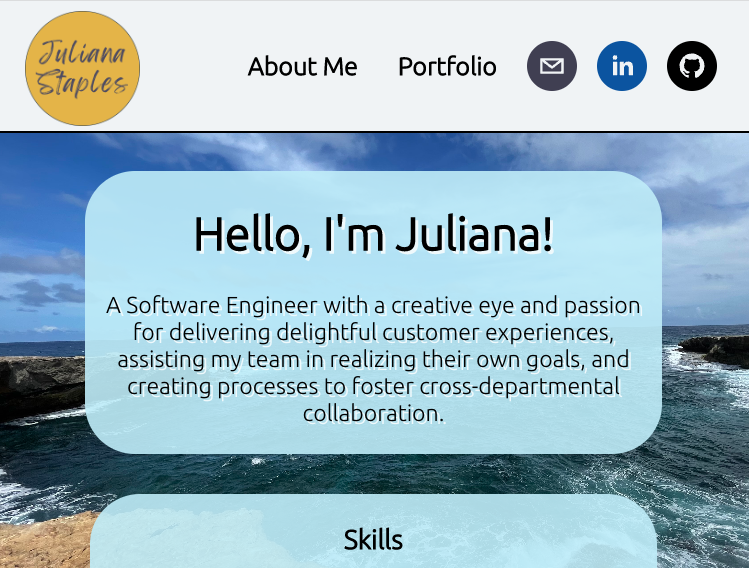 Juliana
Staples
About Me
Portfolio
in
Hello, I'm Juliana!
A Software Engineer with a creative eye and passion
for delivering delightful customer experiences,
assisting my team in realizing their own goals, and
creating processes to foster cross-departmental
collaboration.
Skills